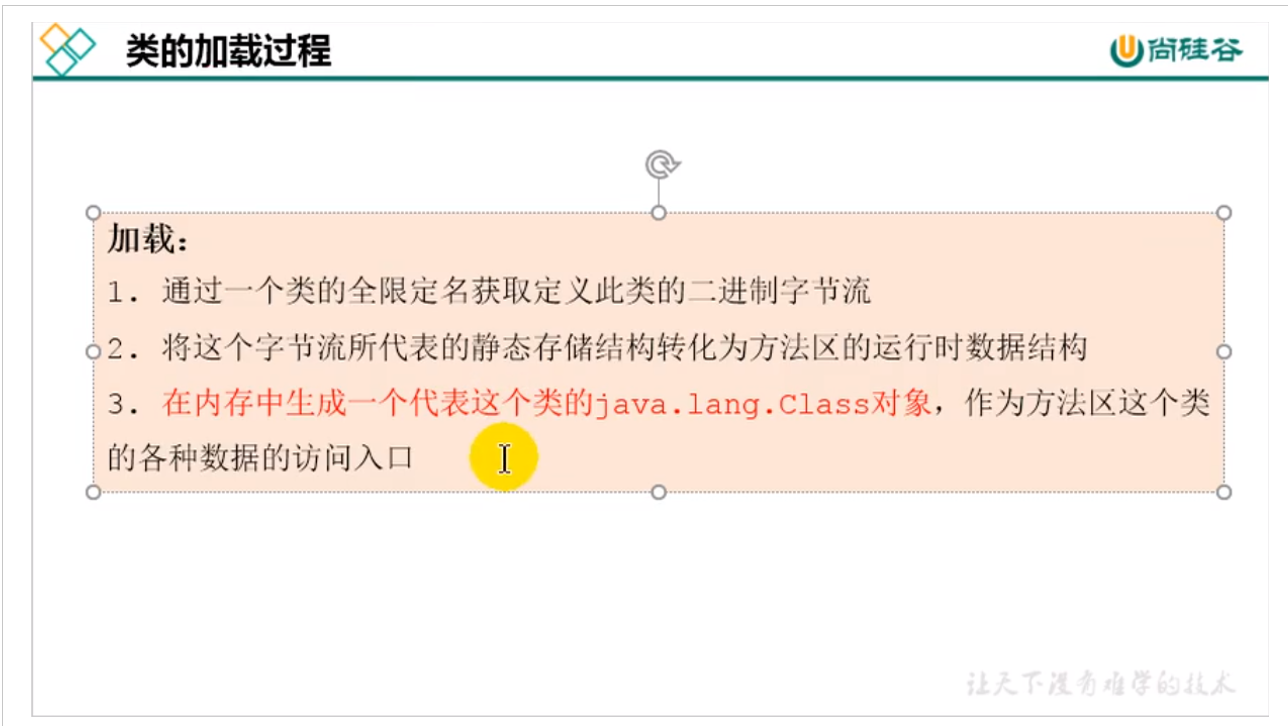 类的加载过程
尚硅谷
加载：
1. 通过一个类的全限定名获取定义此类的二进制字节流
2. 将这个字节流所代表的静态存储结构转化为方法区的运行时数据结构
3. 在内存中生成一个代表这个类的java.lang.Class对象，作为方法区这个类
的各种数据的访问入口
让天下没有难学的技术